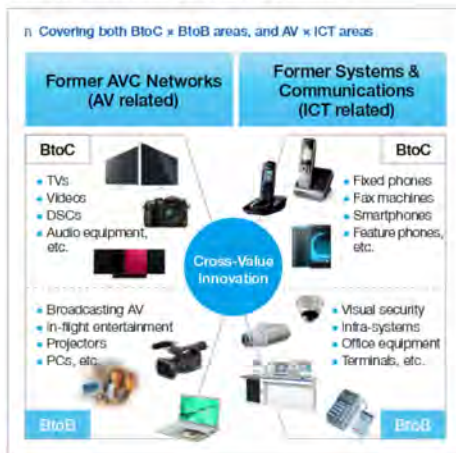 n Covering both BtoC × BtoB areas, and AV × ICT areas
Former AVC Networks
(AV related)
Former Systems &
Communications
(ICT related)
BtoC
• TVs
• Videos
• DSCs
• Audio equipment,
etc.
BtoC
• Fixed phones
• Fax machines
• Smartphones
• Feature phones,
etc.
Cross-Value
Innovation
• Broadcasting AV
• In-flight entertainment
• Projectors
• PCs, etc.
BtoB
• Visual security
• Infra-systems
• Office equipment
• Terminals, etc.
BtoB